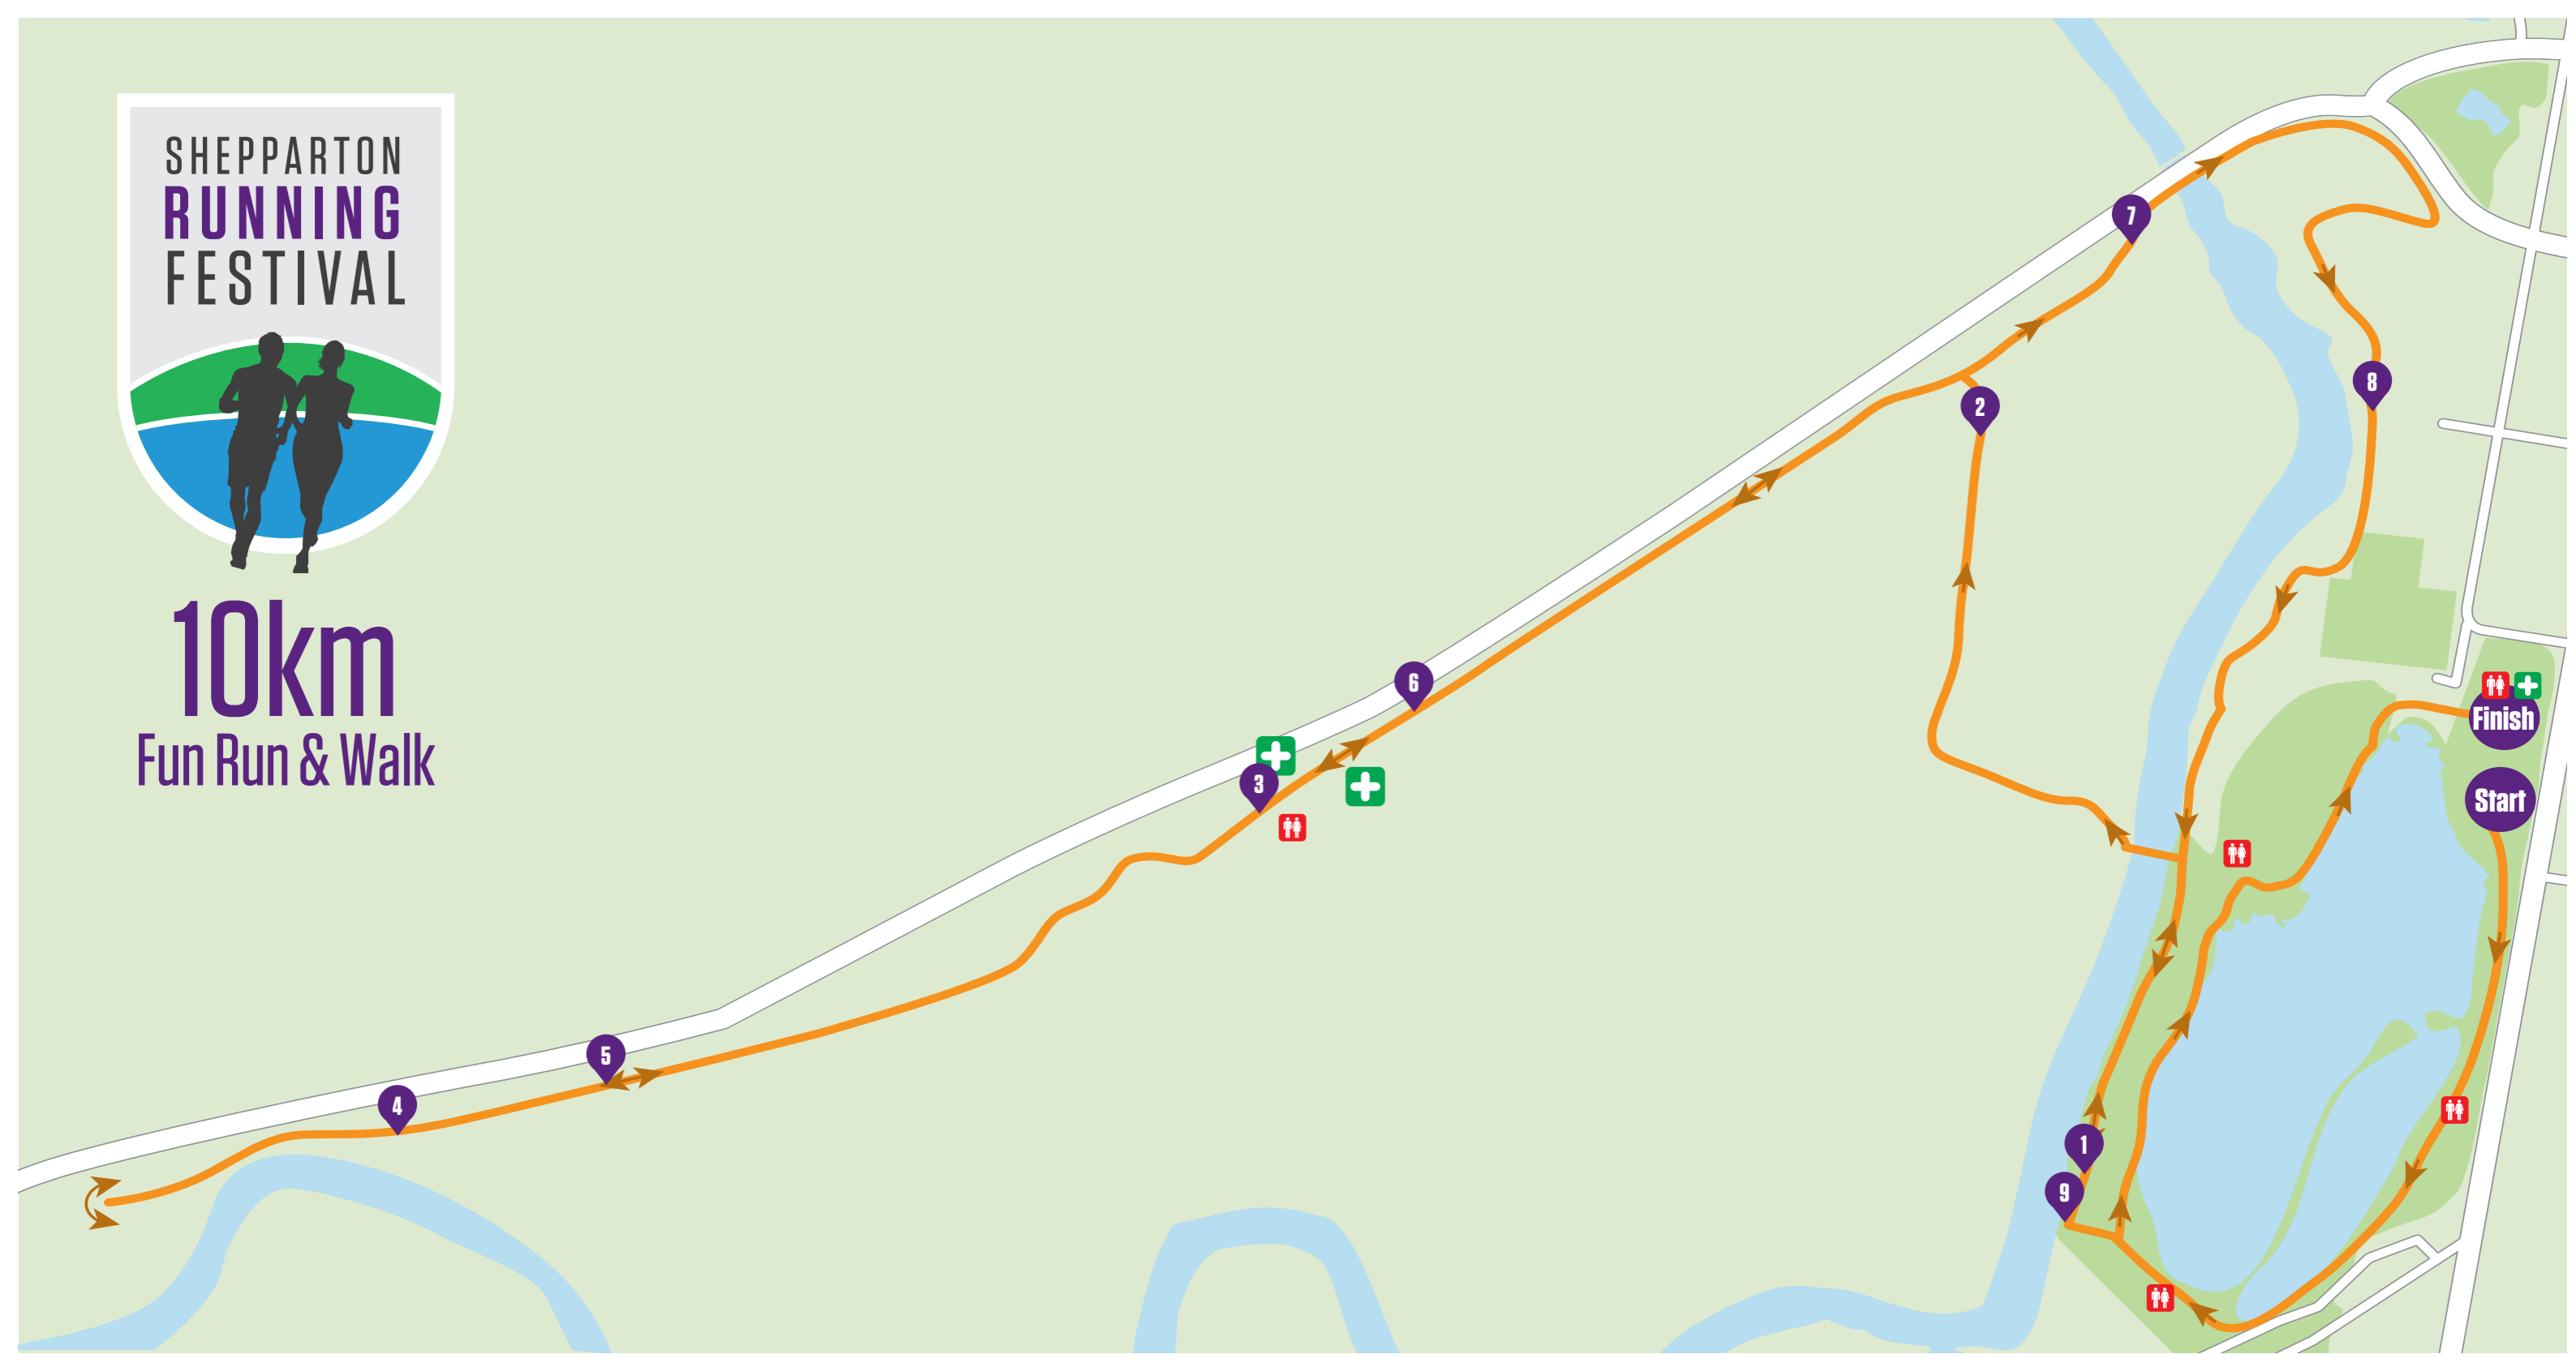 SHEPPARTON
RUNNING
FESTIVAL
10km
Fun Run & Walk
7
8
2
6
3
Finish
Start
5
4
1
9